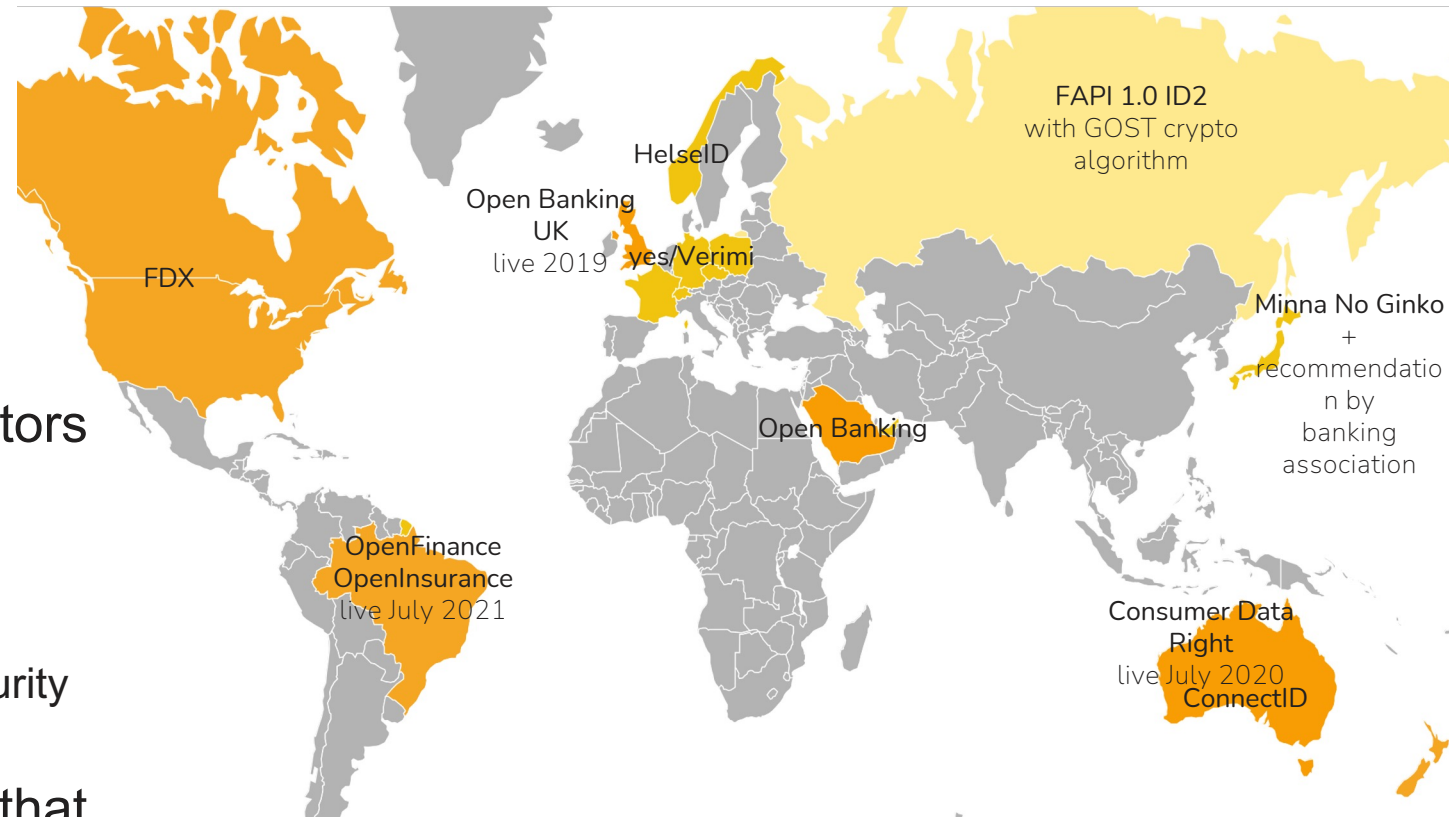 tors
urity
that
FAPI 1.0 ID2
with GOST crypto
algorithm
HelseID
Open Banking
UK
live 2019
yes/Verimi
FDX
Minna No Ginko
+
recommendatio
n by
banking
association
Open Banking
OpenFinance
OpenInsurance
live July 2021
Consumer Data
Right
live July 2020
ConnectID